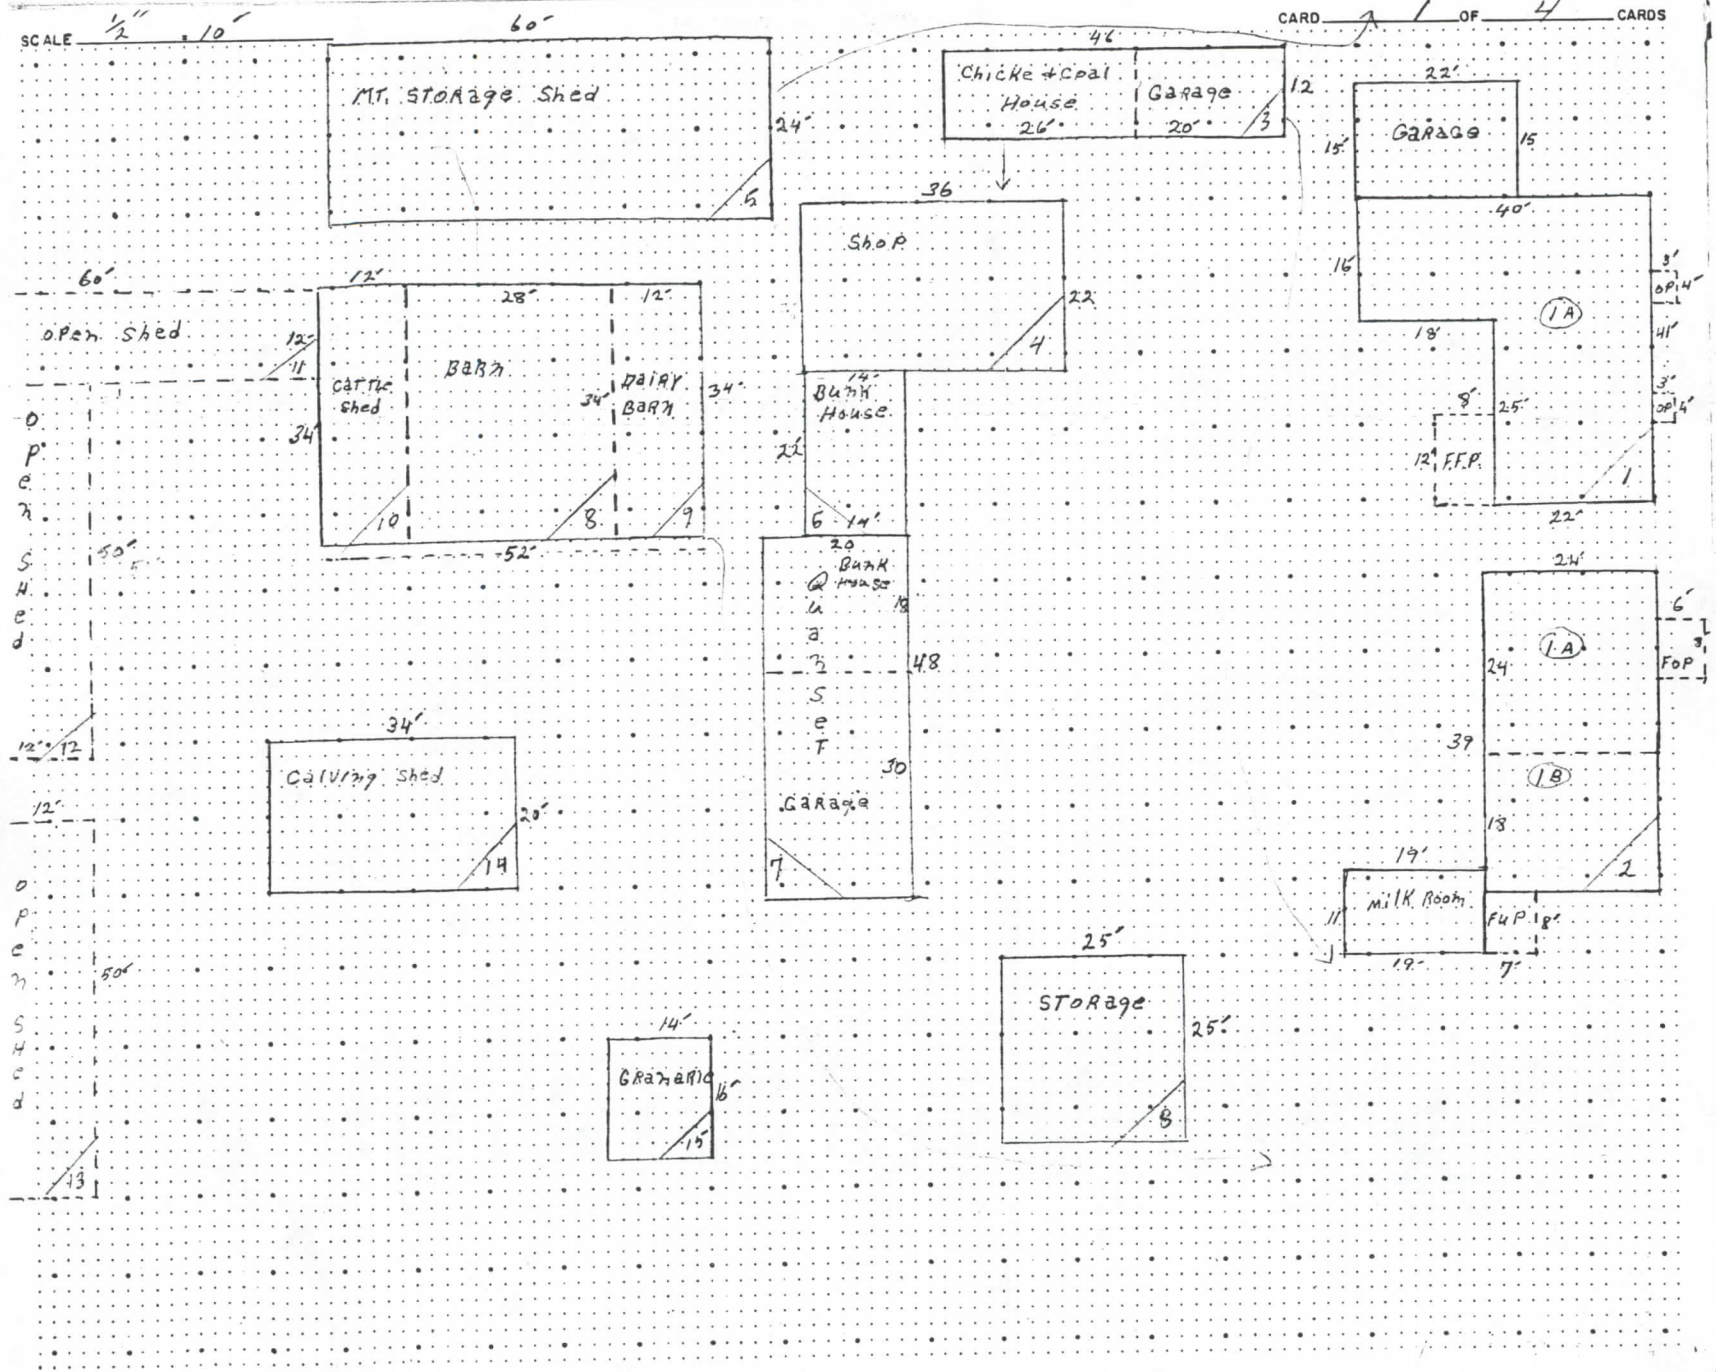 SCALE 1/2" = 10'
CARD 1 OF 4 CARDS
60'
MT. STORAGE Shed
24'
5
46
Chicke & Coal House
26'
Garage
20'
12
3
22'
15'
GARAGE
15
40'
16'
18'
1A
3'
OP 4'
41'
3'
OP 4'
8'
25'
12' F.F.P.
1
22'
36
Shop
22
4
14'
Bunk House
22'
6
14'
20
Bunk House
18
QuanseT
48
30
Garage
7
60'
Open Shed
12'
11
12'
28'
12'
Cattle Shed
BARn
34'
DAIRY BARn
34'
34'
10
8
9
52'
Open SHed
50'
12'
12
12'
Open SHed
50'
13
34'
Calving Shed
20'
14
24'
6'
1A
24
FOP
39
1B
18
2
19'
Milk Room
11
19'
FuP 8'
7'
25'
STORage
25'
8
14'
GRanaRie
16'
15